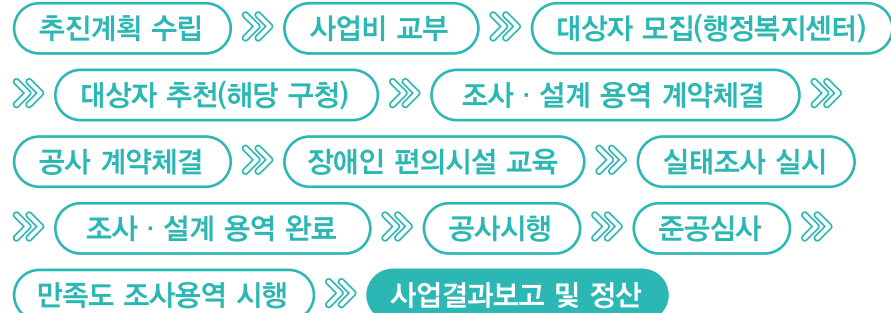 추진계획 수립 사업비 교부 대상자 모집(행정복지센터)
대상자 추천(해당 구청) 조사 · 설계 용역 계약체결
공사 계약체결 장애인 편의시설 교육 실태조사 실시
조사 · 설계 용역 완료 공사시행 준공심사
만족도 조사용역 시행 사업결과보고 및 정산